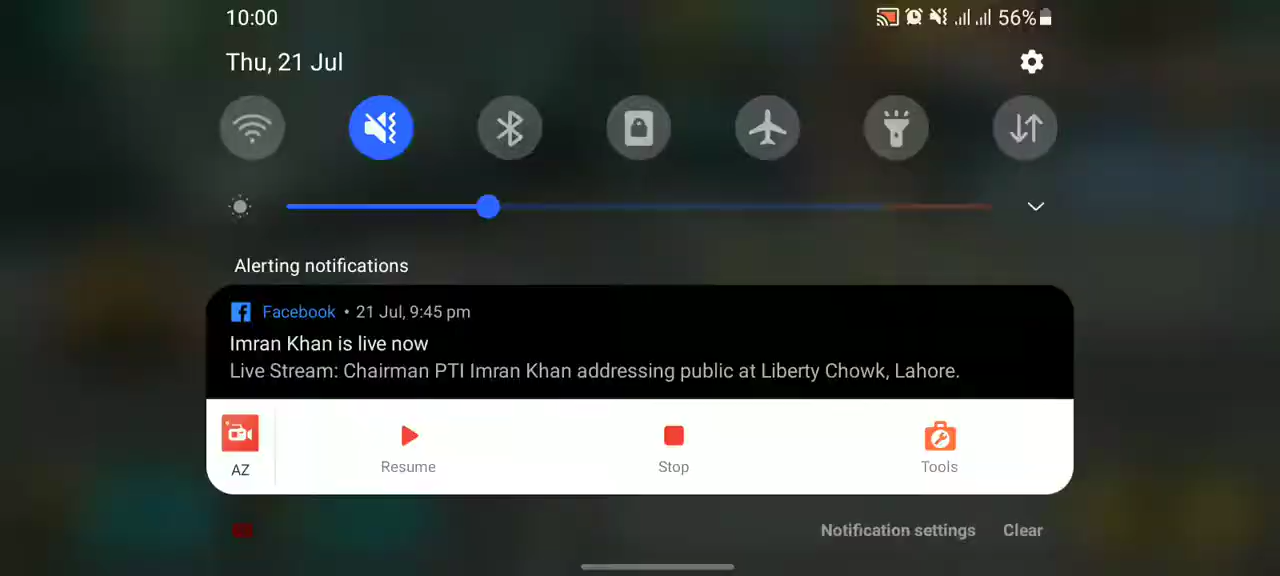 10:00
56%
Thu, 21 Jul
Alerting notifications
Facebook • 21 Jul, 9:45 pm
Imran Khan is live now
Live Stream: Chairman PTI Imran Khan addressing public at Liberty Chowk, Lahore.
AZ
Resume
Stop
Tools
Notification settings
Clear